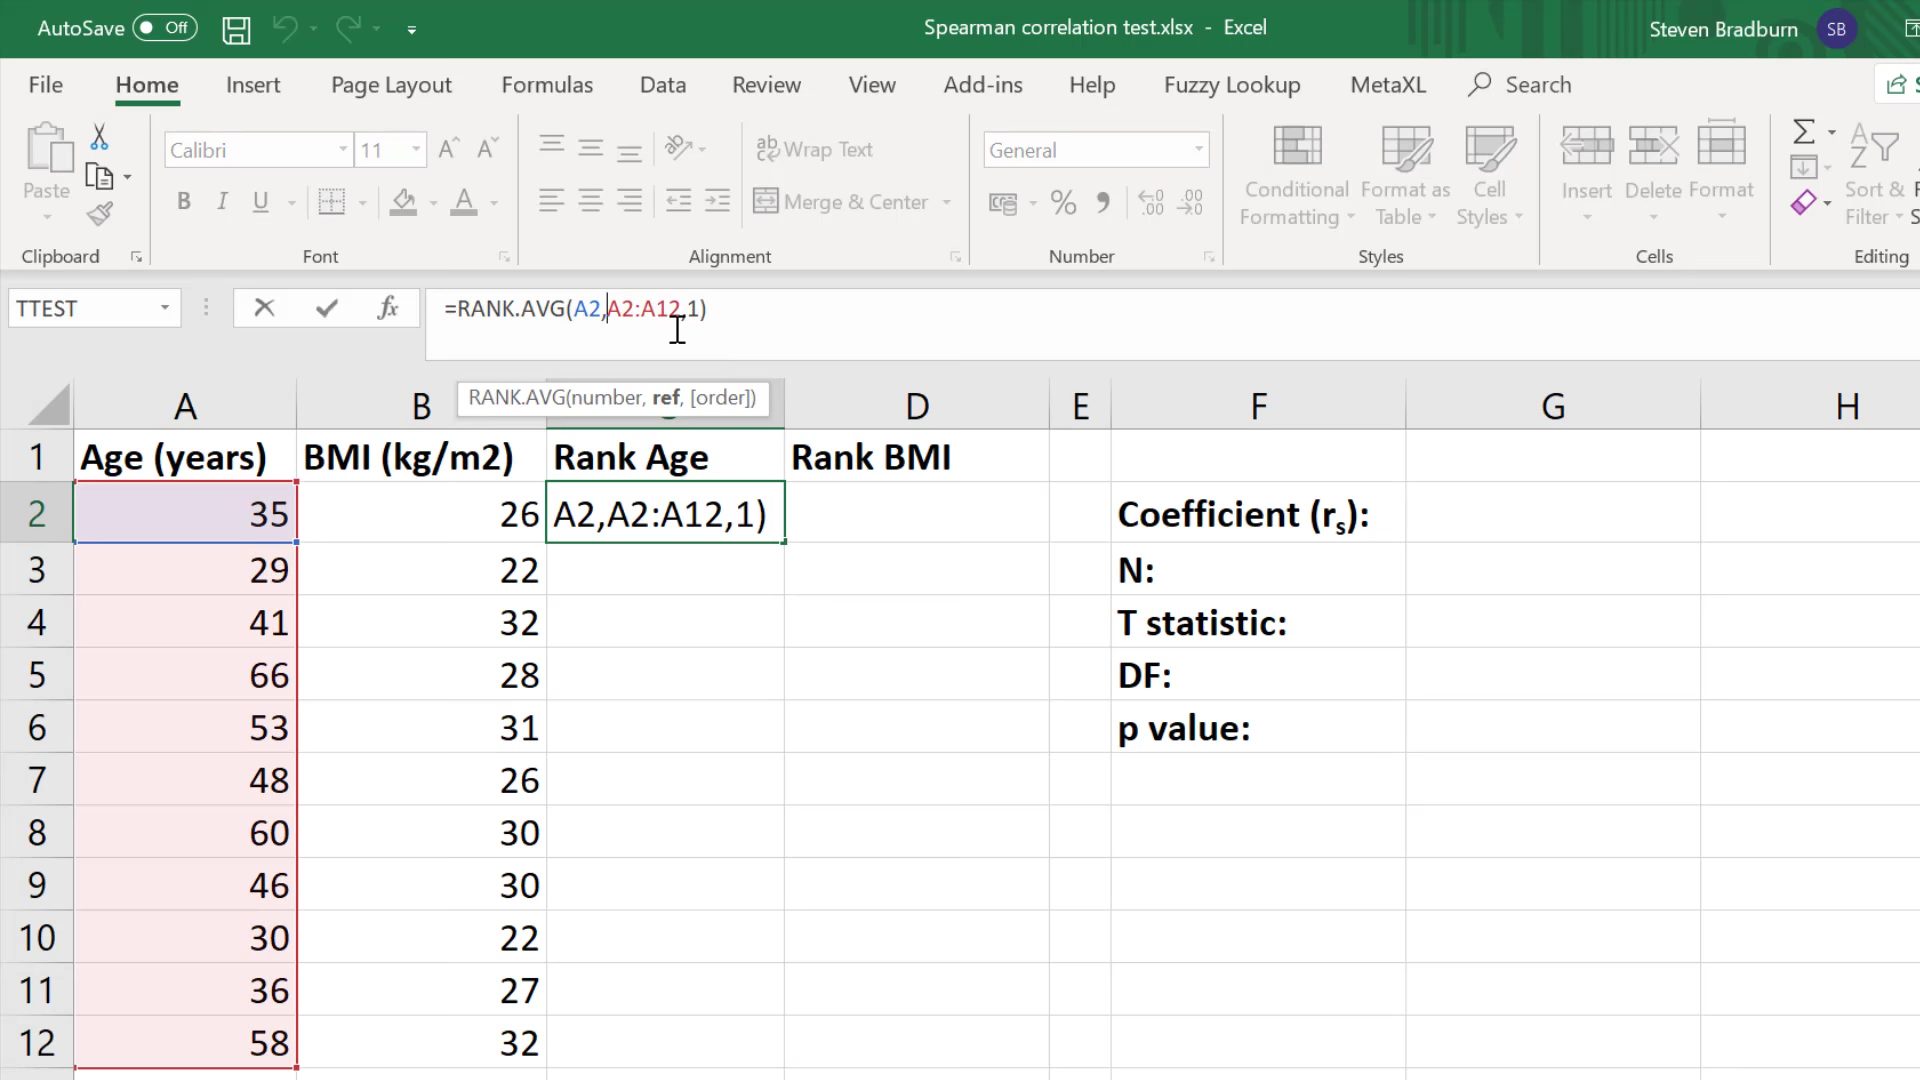 AutoSave Off Spearman correlation test.xlsx - Excel Steven Bradburn SB
File Home Insert Page Layout Formulas Data Review View Add-ins Help Fuzzy Lookup MetaXL Search
Calibri 11 ab Wrap Text General
Paste B I U Merge & Center % Conditional Formatting Format as Table Cell Styles Insert Delete Format Sort & Filter
Clipboard Font Alignment Number Styles Cells Editing
TTEST fx =RANK.AVG(A2,A2:A12,1)
RANK.AVG(number, ref, [order])
A B D E F G H
1 Age (years) BMI (kg/m2) Rank Age Rank BMI
2 35 26 A2,A2:A12,1) Coefficient (rs):
3 29 22 N:
4 41 32 T statistic:
5 66 28 DF:
6 53 31 p value:
7 48 26
8 60 30
9 46 30
10 30 22
11 36 27
12 58 32